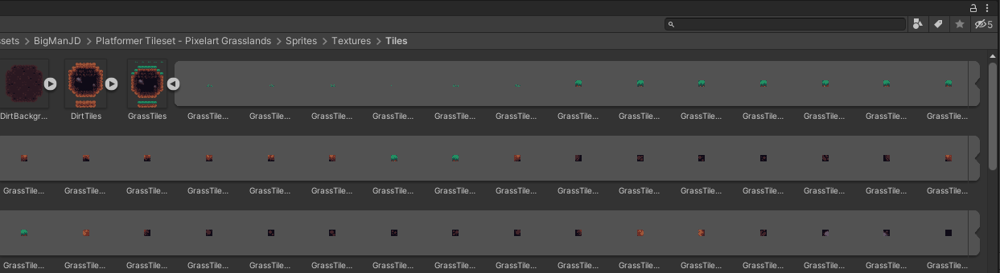 5
ssets > BigManJD > Platformer Tileset - Pixelart Grasslands > Sprites > Textures > Tiles
DirtBackgr... DirtTiles GrassTiles GrassTile... GrassTile... GrassTile... GrassTile... GrassTile... GrassTile... GrassTile... GrassTile... GrassTile... GrassTile... GrassTile... GrassTile... GrassTile...
GrassTile... GrassTile... GrassTile... GrassTile... GrassTile... GrassTile... GrassTile... GrassTile... GrassTile... GrassTile... GrassTile... GrassTile... GrassTile... GrassTile... GrassTile... GrassTile...
GrassTile... GrassTile... GrassTile... GrassTile... GrassTile... GrassTile... GrassTile... GrassTile... GrassTile... GrassTile... GrassTile... GrassTile... GrassTile... GrassTile... GrassTile... GrassTile...